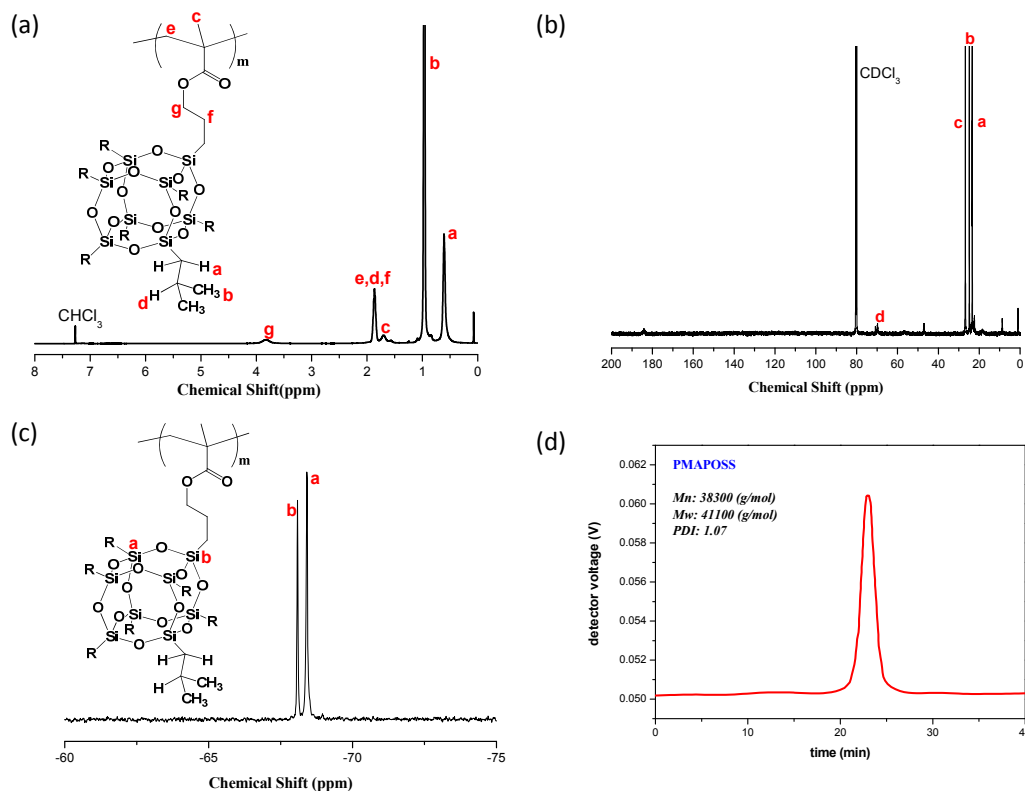 (a)
e
c
m
O
O
g
f
R
Si
O
Si
O
R
O
Si
O
Si
O
R
O
R
O
O
Si
O
O
Si
R
Si
O
Si
R
O
H
H
a
H
CH3
b
d
CH3
CHCl3
g
e,d,f
c
b
a
8
7
6
5
4
3
2
1
0
Chemical Shift(ppm)
(b)
CDCl3
b
c
a
d
200
180
160
140
120
100
80
60
40
20
0
Chemical Shift (ppm)
(c)
m
O
O
a
R
Si
O
Si
b
O
R
O
Si
O
Si
O
R
O
R
O
O
Si
O
O
Si
R
Si
O
Si
R
O
H
H
H
CH3
CH3
b
a
-60
-65
-70
-75
Chemical Shift (ppm)
(d)
PMAPOSS
Mn: 38300 (g/mol)
Mw: 41100 (g/mol)
PDI: 1.07
detector voltage (V)
0.062
0.060
0.058
0.056
0.054
0.052
0.050
0
10
20
30
time (min)